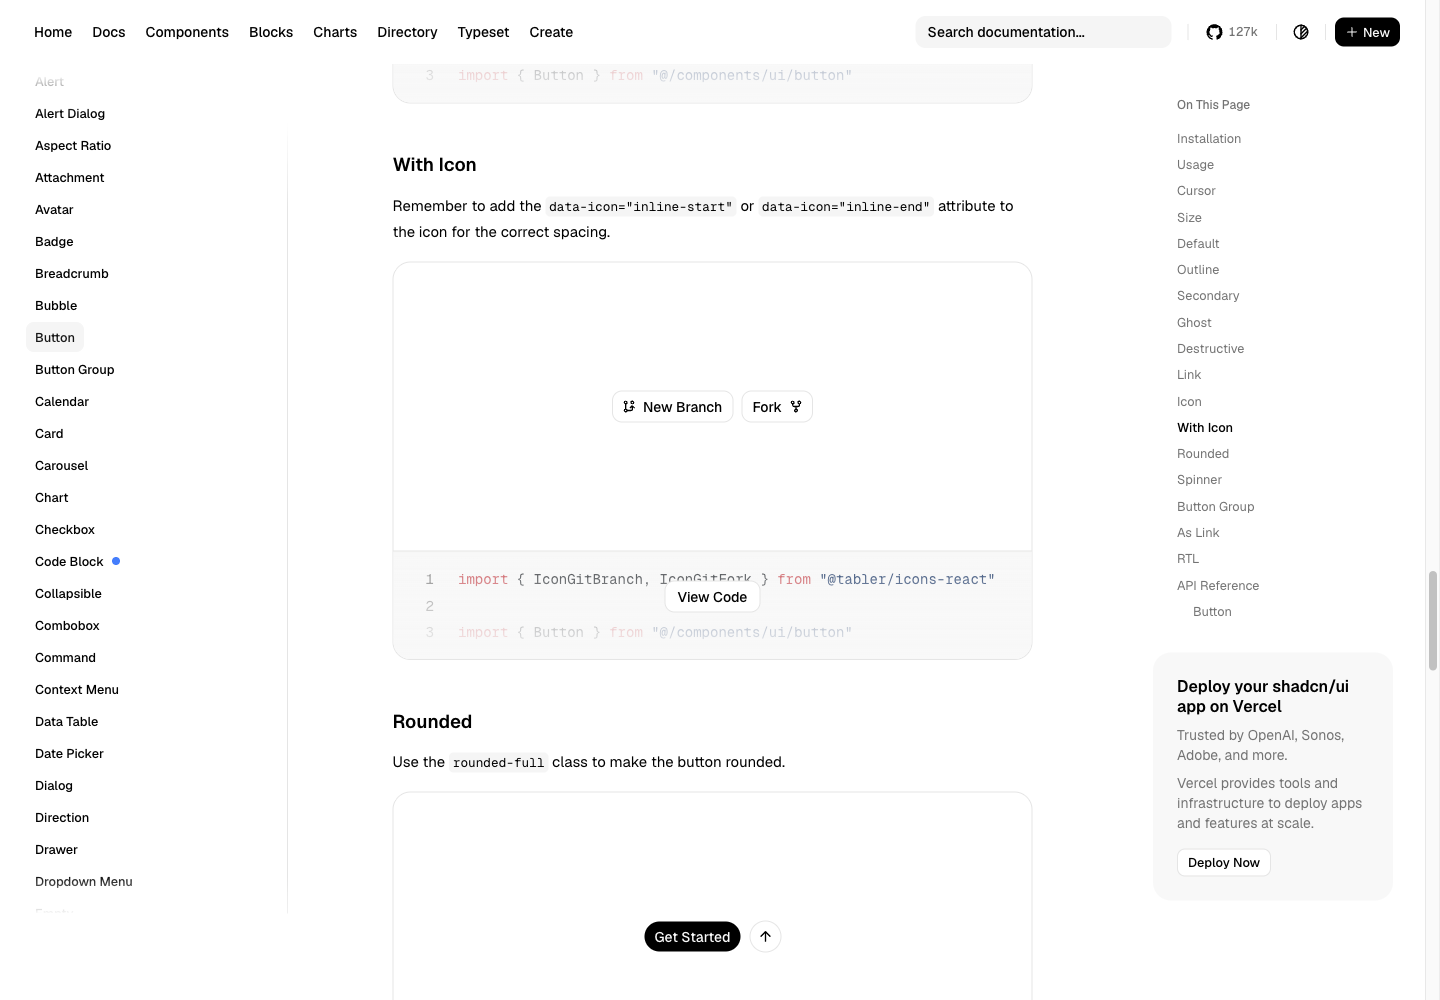 Home Docs Components Blocks Charts Directory Typeset Create
Search documentation...
127k
New
Alert
Alert Dialog
Aspect Ratio
Attachment
Avatar
Badge
Breadcrumb
Bubble
Button
Button Group
Calendar
Card
Carousel
Chart
Checkbox
Code Block
Collapsible
Combobox
Command
Context Menu
Data Table
Date Picker
Dialog
Direction
Drawer
Dropdown Menu
Empty
3 import { Button } from "@/components/ui/button"
With Icon
Remember to add the data-icon="inline-start" or data-icon="inline-end" attribute to
the icon for the correct spacing.
New Branch
Fork
1 import { IconGitBranch, IconGitFork } from "@tabler/icons-react"
2
View Code
3 import { Button } from "@/components/ui/button"
Rounded
Use the rounded-full class to make the button rounded.
Get Started
On This Page
Installation
Usage
Cursor
Size
Default
Outline
Secondary
Ghost
Destructive
Link
Icon
With Icon
Rounded
Spinner
Button Group
As Link
RTL
API Reference
Button
Deploy your shadcn/ui
app on Vercel
Trusted by OpenAI, Sonos,
Adobe, and more.
Vercel provides tools and
infrastructure to deploy apps
and features at scale.
Deploy Now